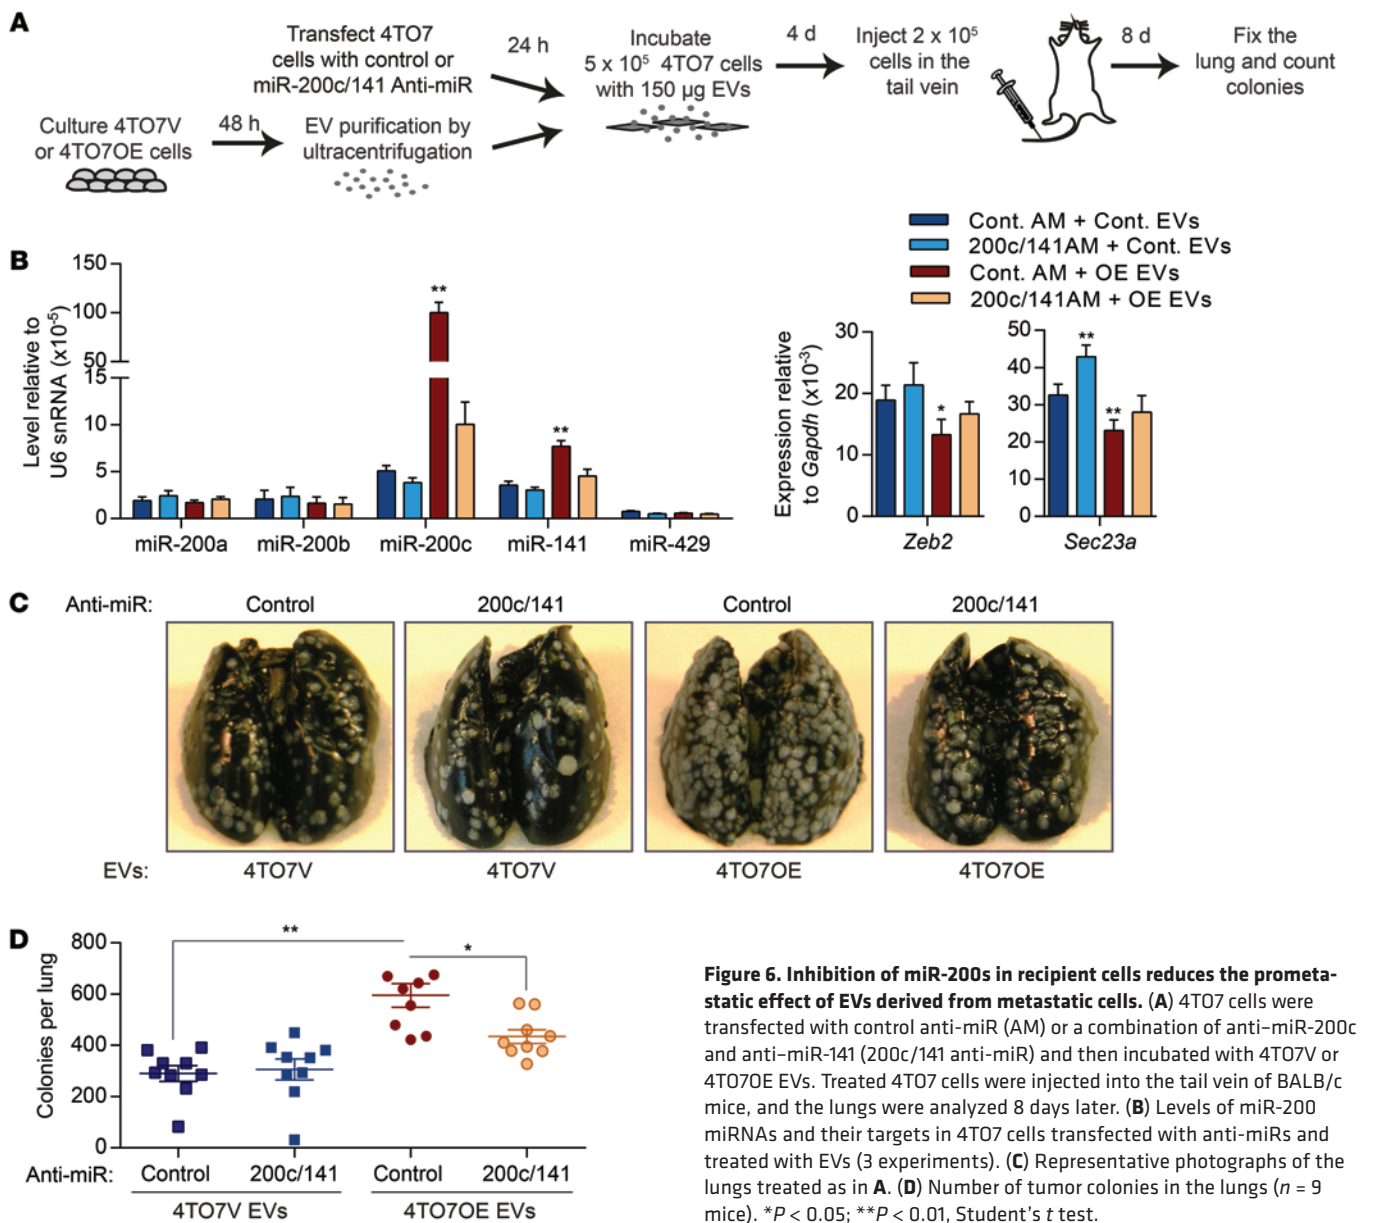 A
Transfect 4TO7
cells with control or
miR-200c/141 Anti-miR
24 h
Incubate
5 x 10⁵ 4TO7 cells
with 150 µg EVs
4 d
Inject 2 x 10⁵
cells in the
tail vein
8 d
Fix the
lung and count
colonies
Culture 4TO7V
or 4TO7OE cells
48 h
EV purification by
ultracentrifugation
Cont. AM + Cont. EVs
200c/141AM + Cont. EVs
Cont. AM + OE EVs
200c/141AM + OE EVs
B
Level relative to
U6 snRNA (x10⁻⁵)
150
100
50
15
10
5
0
**
**
miR-200a
miR-200b
miR-200c
miR-141
miR-429
Expression relative
to Gapdh (x10⁻³)
30
20
10
0
*
Zeb2
50
40
30
20
10
0
**
**
Sec23a
C
Anti-miR:
Control
200c/141
Control
200c/141
EVs:
4TO7V
4TO7V
4TO7OE
4TO7OE
D
Colonies per lung
800
600
400
200
0
**
*
Anti-miR:
Control
200c/141
Control
200c/141
4TO7V EVs
4TO7OE EVs
Figure 6. Inhibition of miR-200s in recipient cells reduces the prometa-
static effect of EVs derived from metastatic cells. (A) 4TO7 cells were
transfected with control anti-miR (AM) or a combination of anti–miR-200c
and anti–miR-141 (200c/141 anti-miR) and then incubated with 4TO7V or
4TO7OE EVs. Treated 4TO7 cells were injected into the tail vein of BALB/c
mice, and the lungs were analyzed 8 days later. (B) Levels of miR-200
miRNAs and their targets in 4TO7 cells transfected with anti-miRs and
treated with EVs (3 experiments). (C) Representative photographs of the
lungs treated as in A. (D) Number of tumor colonies in the lungs (n = 9
mice). *P < 0.05; **P < 0.01, Student's t test.